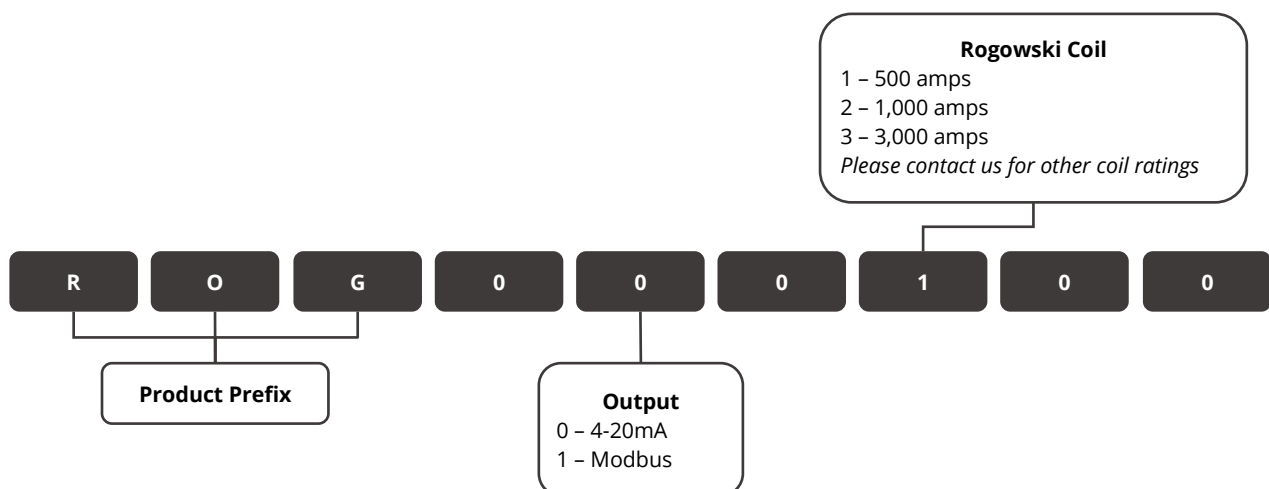 Rogowski Coil
1 – 500 amps
2 – 1,000 amps
3 – 3,000 amps
Please contact us for other coil ratings
R O G 0 0 0 1 0 0
Product Prefix
Output
0 – 4-20mA
1 – Modbus